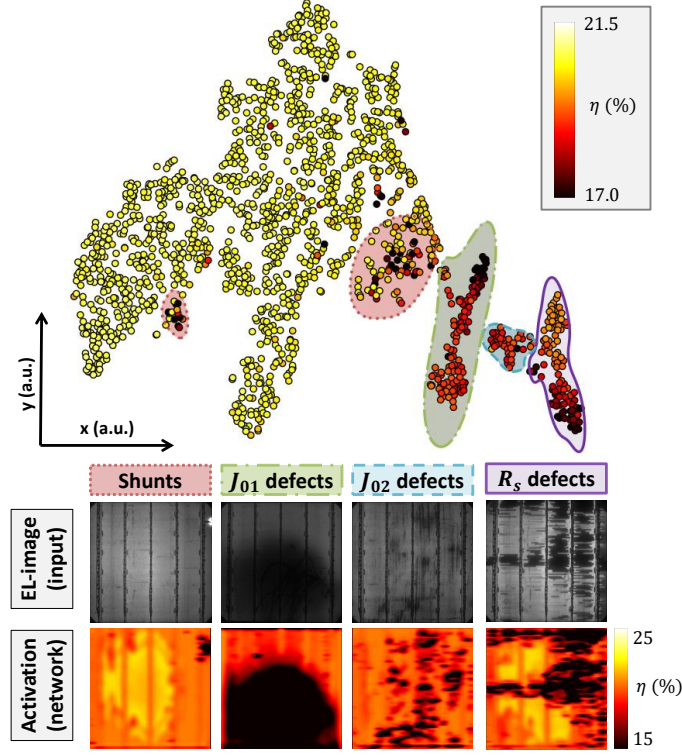 21.5
η (%)
17.0
y (a.u.)
x (a.u.)
Shunts
J₀₁ defects
J₀₂ defects
Rₛ defects
EL-image
(input)
Activation
(network)
25
η (%)
15